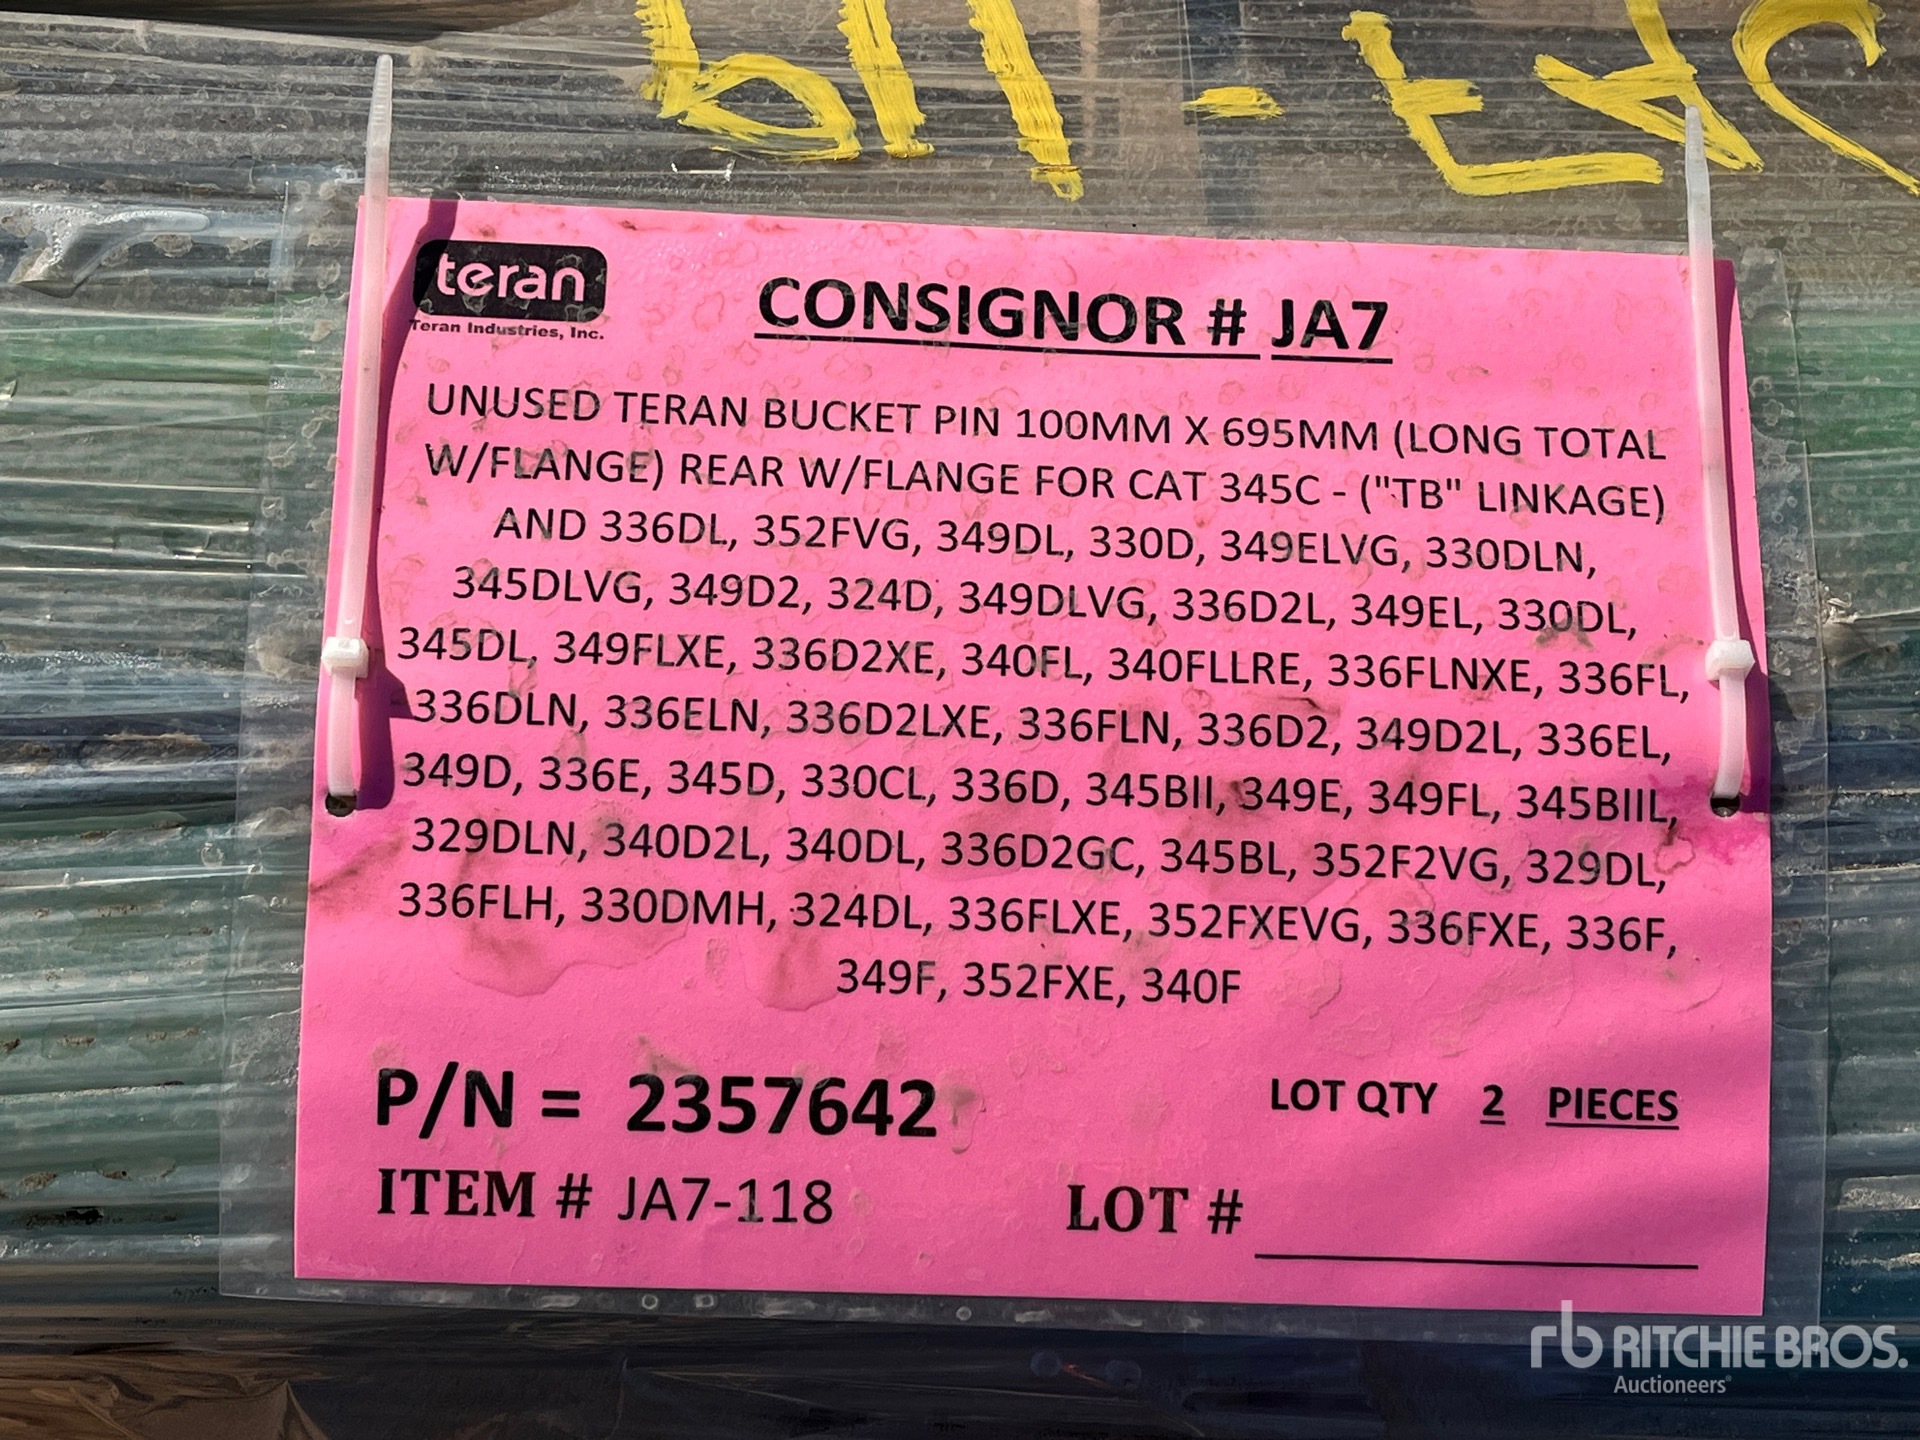 JA7-119
teran
Teran Industries, Inc.
CONSIGNOR # JA7
UNUSED TERAN BUCKET PIN 100MM X 695MM (LONG TOTAL
W/FLANGE) REAR W/FLANGE FOR CAT 345C - ("TB" LINKAGE)
AND 336DL, 352FVG, 349DL, 330D, 349ELVG, 330DLN,
345DLVG, 349D2, 324D, 349DLVG, 336D2L, 349EL, 330DL,
345DL, 349FLXE, 336D2XE, 340FL, 340FLLRE, 336FLNXE, 336FL,
336DLN, 336ELN, 336D2LXE, 336FLN, 336D2, 349D2L, 336EL,
349D, 336E, 345D, 330CL, 336D, 345BII, 349E, 349FL, 345BIIL,
329DLN, 340D2L, 340DL, 336D2GC, 345BL, 352F2VG, 329DL,
336FLH, 330DMH, 324DL, 336FLXE, 352FXEVG, 336FXE, 336F,
349F, 352FXE, 340F
P/N = 2357642 LOT QTY 2 PIECES
ITEM # JA7-118 LOT #
rb RITCHIE BROS.
Auctioneers